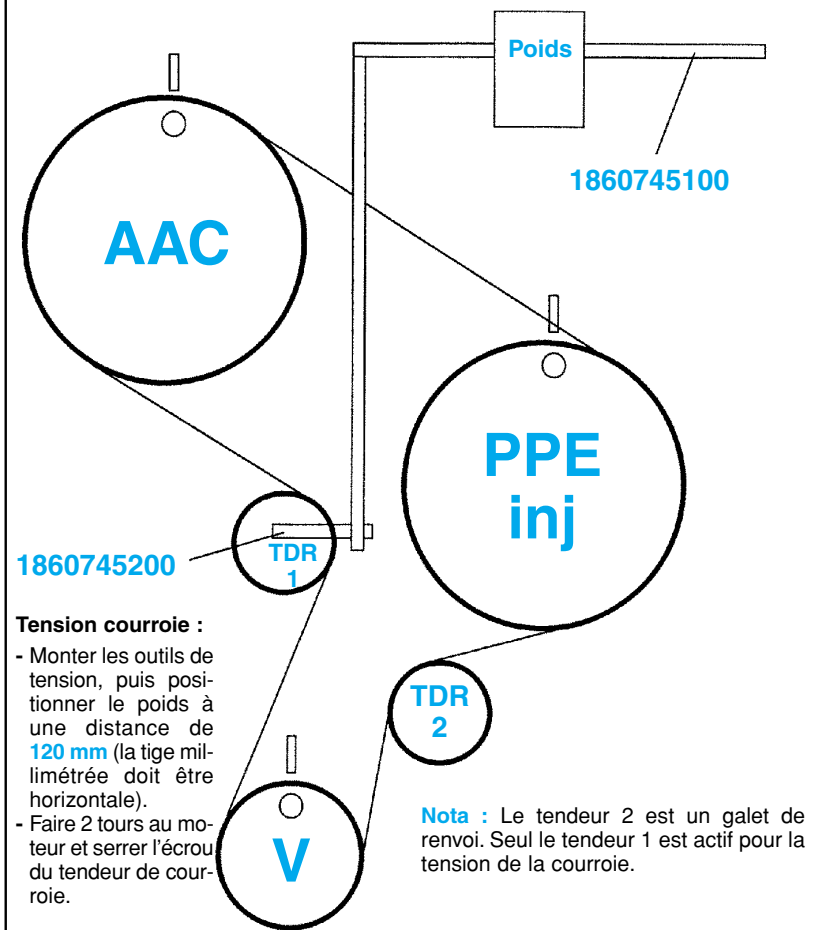 Poids
1860745100
AAC
PPE
inj
TDR
1
1860745200
Tension courroie :
- Monter les outils de
tension, puis posi-
tionner le poids à
une distance de
120 mm (la tige mil-
limétrée doit être
horizontale).
- Faire 2 tours au mo-
teur et serrer l'écrou
du tendeur de cour-
roie.
TDR
2
V
Nota : Le tendeur 2 est un galet de
renvoi. Seul le tendeur 1 est actif pour la
tension de la courroie.